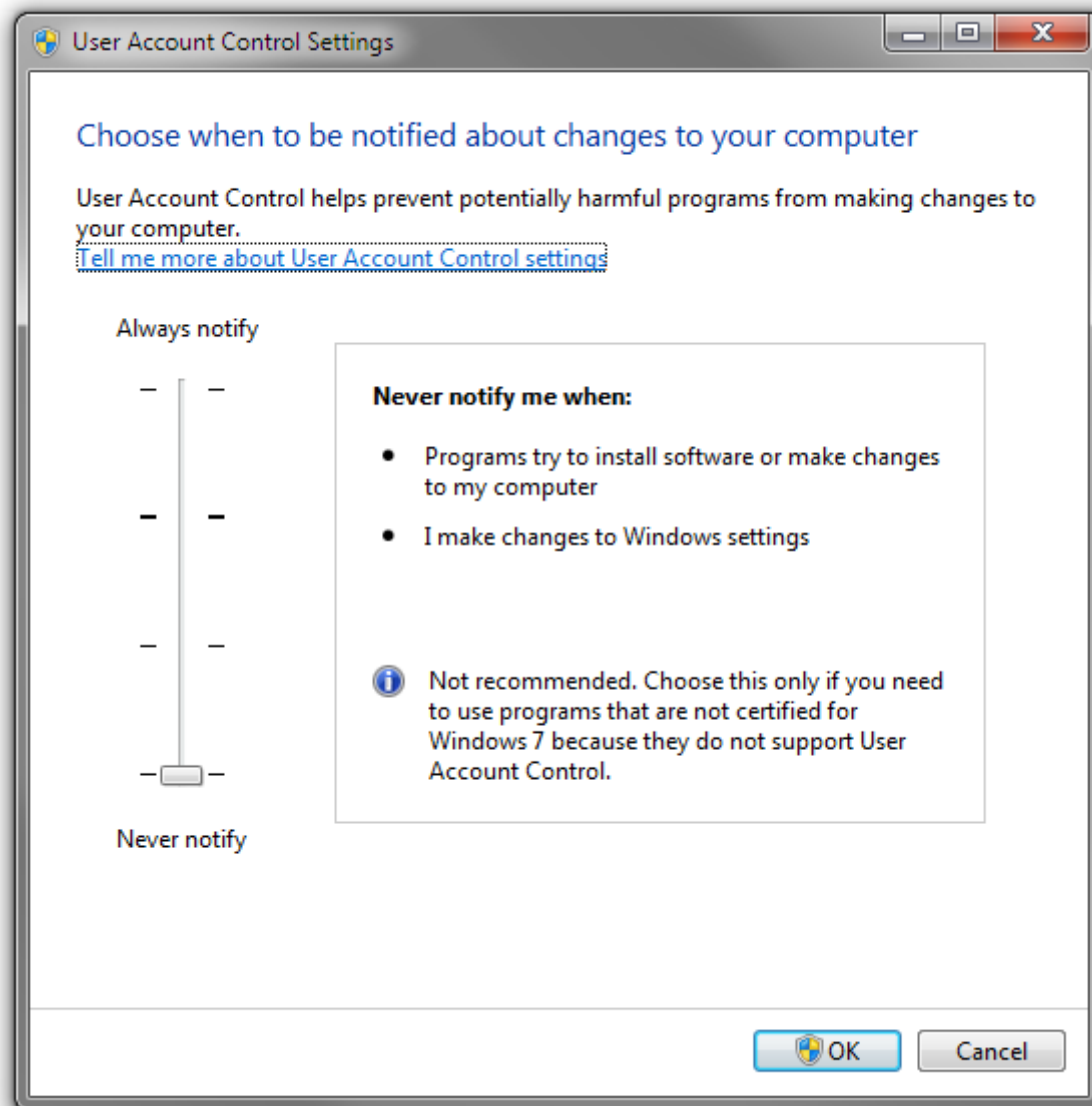 User Account Control Settings
Choose when to be notified about changes to your computer
User Account Control helps prevent potentially harmful programs from making changes to
your computer.
Tell me more about User Account Control settings
Always notify
Never notify me when:
Programs try to install software or make changes
to my computer
I make changes to Windows settings
Not recommended. Choose this only if you need
to use programs that are not certified for
Windows 7 because they do not support User
Account Control.
Never notify
OK
Cancel